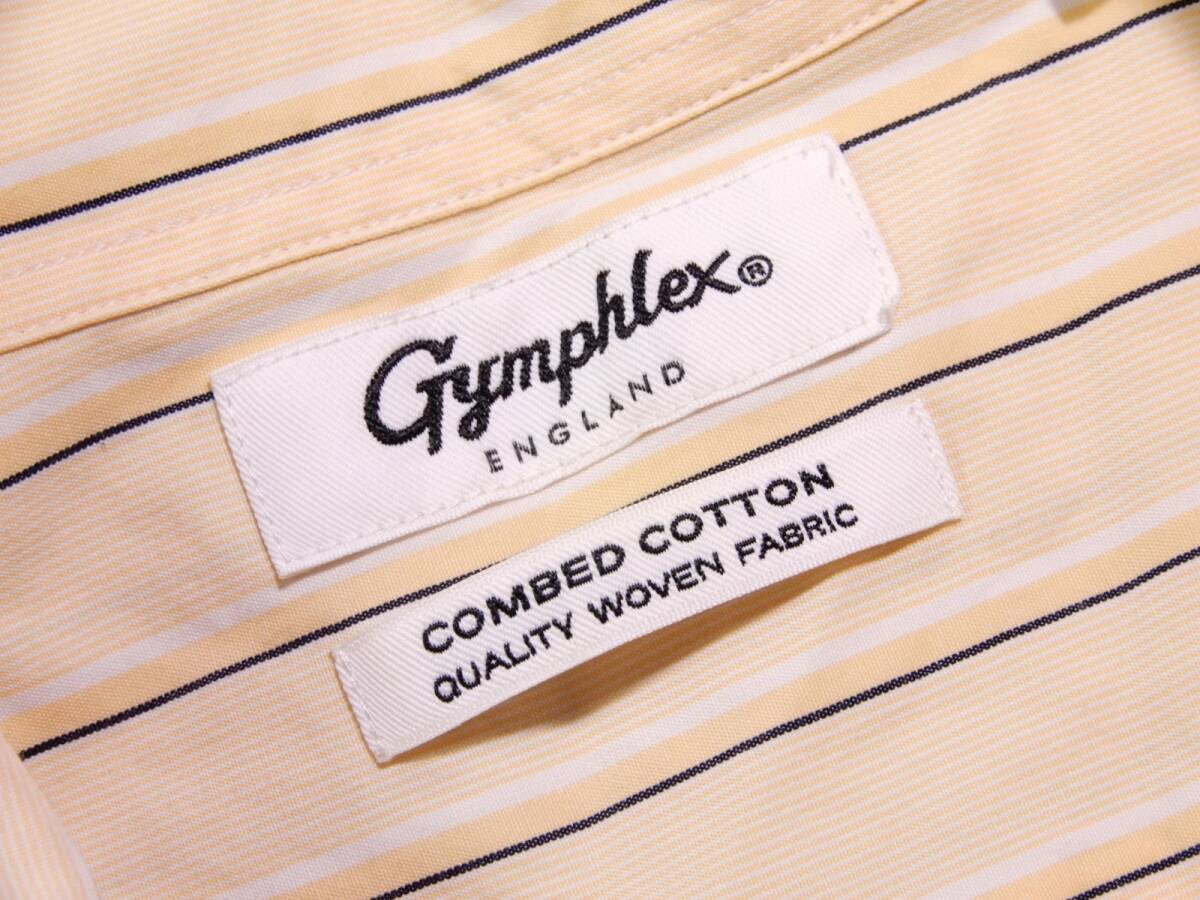 Gymphlex®
ENGLAND
COMBED COTTON
QUALITY WOVEN FABRIC